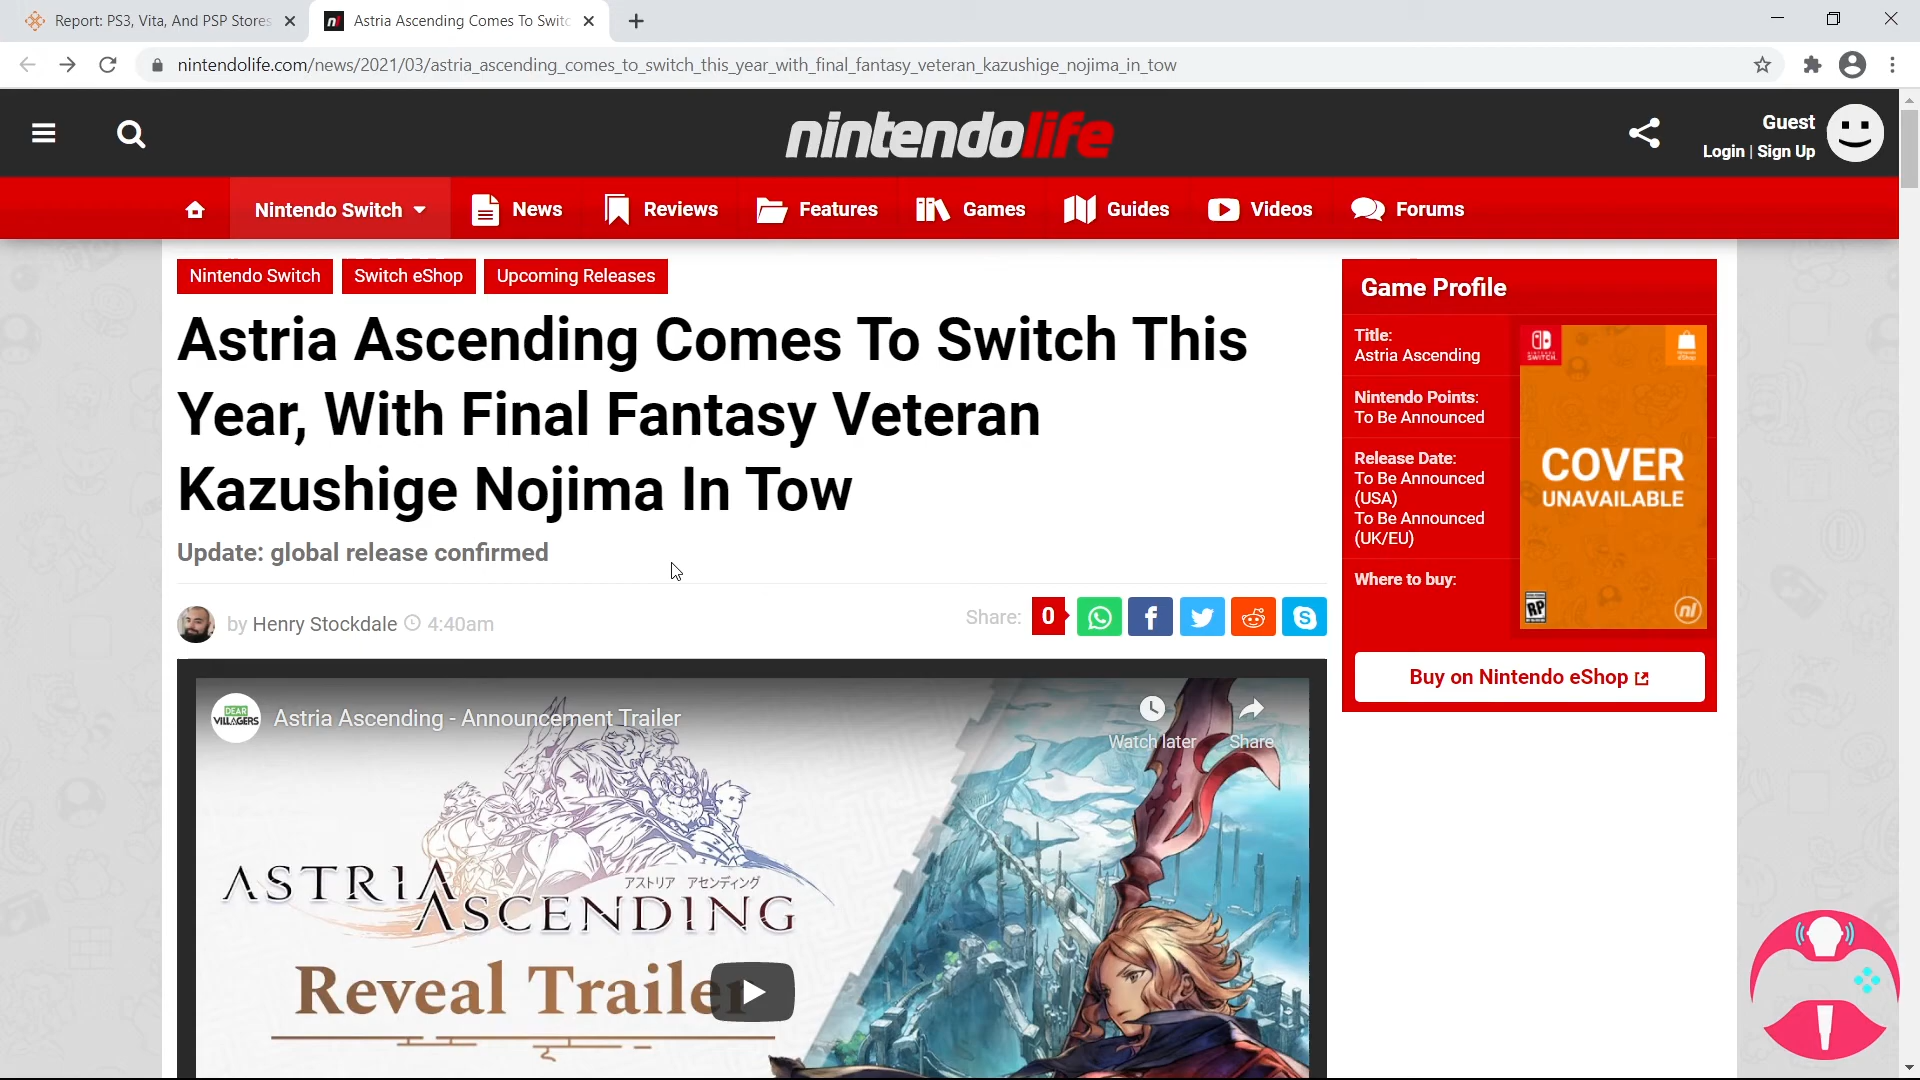 Report: PS3, Vita, And PSP Stores
Astria Ascending Comes To Switc
nintendolife.com/news/2021/03/astria_ascending_comes_to_switch_this_year_with_final_fantasy_veteran_kazushige_nojima_in_tow
nintendolife
Guest
Login | Sign Up
Nintendo Switch
News
Reviews
Features
Games
Guides
Videos
Forums
Nintendo Switch
Switch eShop
Upcoming Releases
Astria Ascending Comes To Switch This
Year, With Final Fantasy Veteran
Kazushige Nojima In Tow
Update: global release confirmed
by Henry Stockdale 4:40am
Share: 0
DEAR
VILLAGERS
Astria Ascending - Announcement Trailer
Watch later
Share
アストリア アセンディング
ASTRIA
ASCENDING
Reveal Trailer
Game Profile
Title:
Astria Ascending
Nintendo Points:
To Be Announced
Release Date:
To Be Announced
(USA)
To Be Announced
(UK/EU)
Where to buy:
NINTENDO
SWITCH
COVER
UNAVAILABLE
RP
nl
Buy on Nintendo eShop